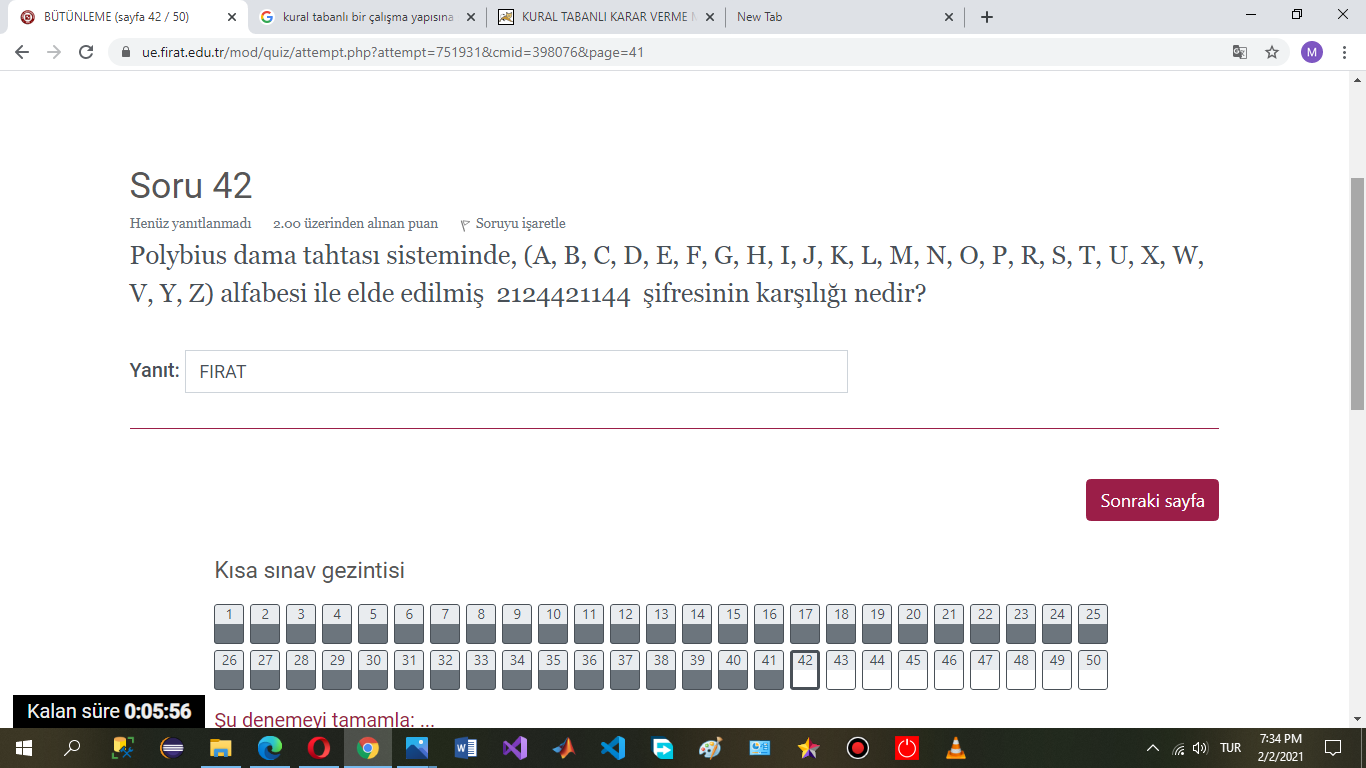 BÜTÜNLEME (sayfa 42 / 50)
kural tabanlı bir çalışma yapısına
KURAL TABANLI KARAR VERME
New Tab
ue.firat.edu.tr/mod/quiz/attempt.php?attempt=751931&cmid=398076&page=41
M
Soru 42
Henüz yanıtlanmadı 2.00 üzerinden alınan puan Soruyu işaretle
Polybius dama tahtası sisteminde, (A, B, C, D, E, F, G, H, I, J, K, L, M, N, O, P, R, S, T, U, X, W,
V, Y, Z) alfabesi ile elde edilmiş 2124421144 şifresinin karşılığı nedir?
Yanıt: FIRAT
Sonraki sayfa
Kısa sınav gezintisi
1 2 3 4 5 6 7 8 9 10 11 12 13 14 15 16 17 18 19 20 21 22 23 24 25
26 27 28 29 30 31 32 33 34 35 36 37 38 39 40 41 42 43 44 45 46 47 48 49 50
Kalan süre 0:05:56
Şu denemeyi tamamla: ...
TUR
7:34 PM
2/2/2021